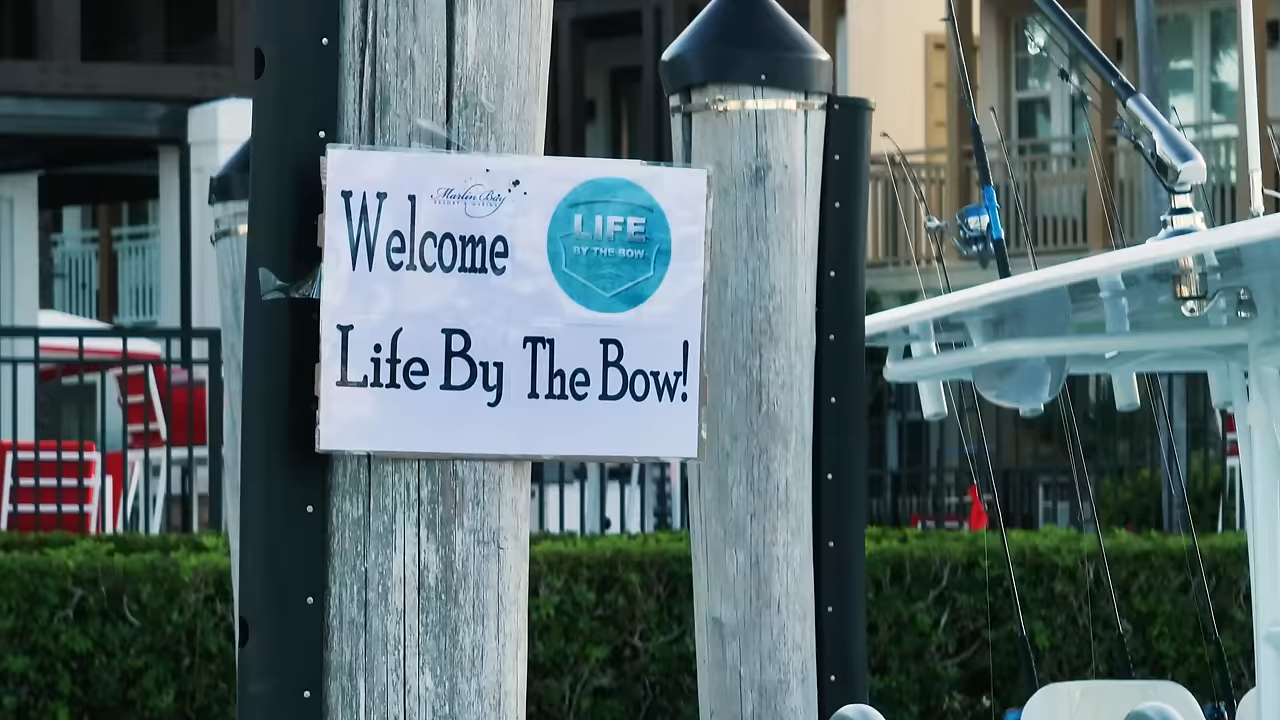 Marlin Bay
RESORT & MARINA
Welcome
LIFE
BY THE BOW
Life By The Bow!